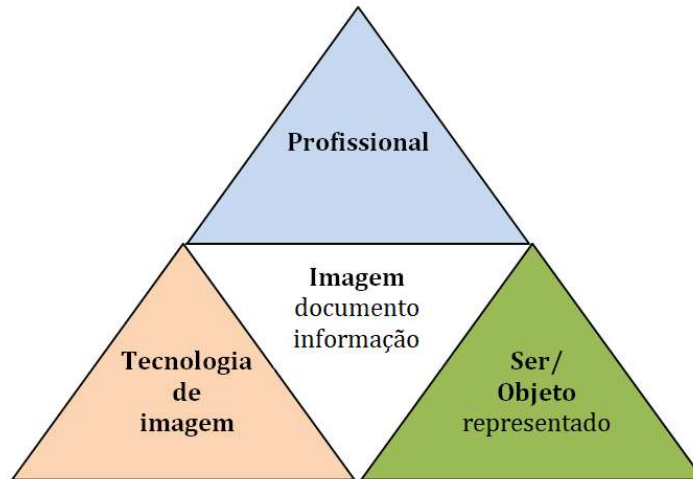 Profissional
Imagem
documento
informação
Tecnologia
de
imagem
Ser/
Objeto
representado